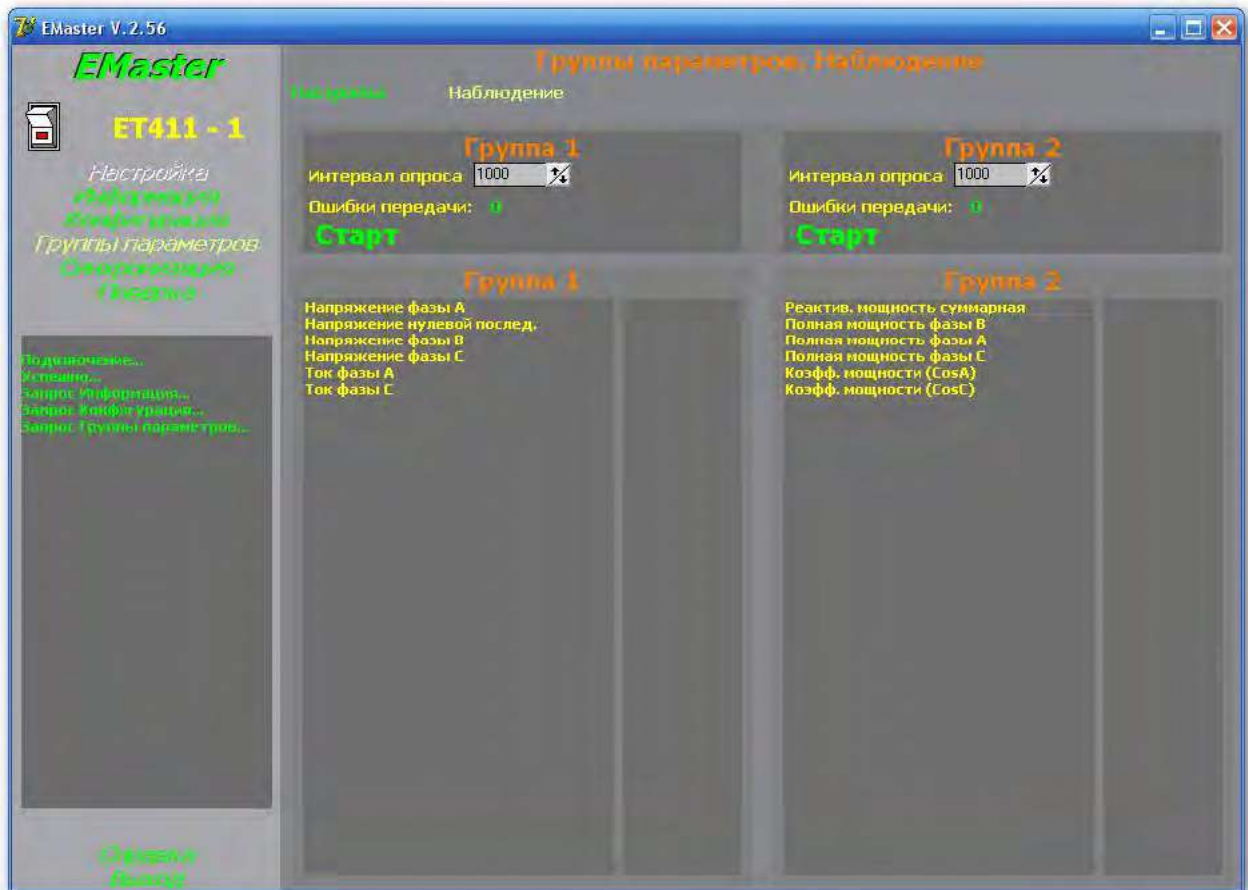 EMaster V.2.56
EMaster
ET411 - 1
Настройка
Информация
Конфигурация
Группы параметров
Синхронизация
Поверка
Подключение...
Успешно...
Запрос Информация...
Запрос Конфигурация...
Запрос Группы параметров...
Справка
Выход
Группы параметров. Наблюдение
Настройка Наблюдение
Группа 1
Интервал опроса 1000
Ошибки передачи: 0
Старт
Группа 2
Интервал опроса 1000
Ошибки передачи: 0
Старт
Группа 1
Напряжение фазы A
Напряжение нулевой послед.
Напряжение фазы B
Напряжение фазы C
Ток фазы A
Ток фазы C
Группа 2
Реактив. мощность суммарная
Полная мощность фазы B
Полная мощность фазы A
Полная мощность фазы C
Коэфф. мощности (CosA)
Коэфф. мощности (CosC)